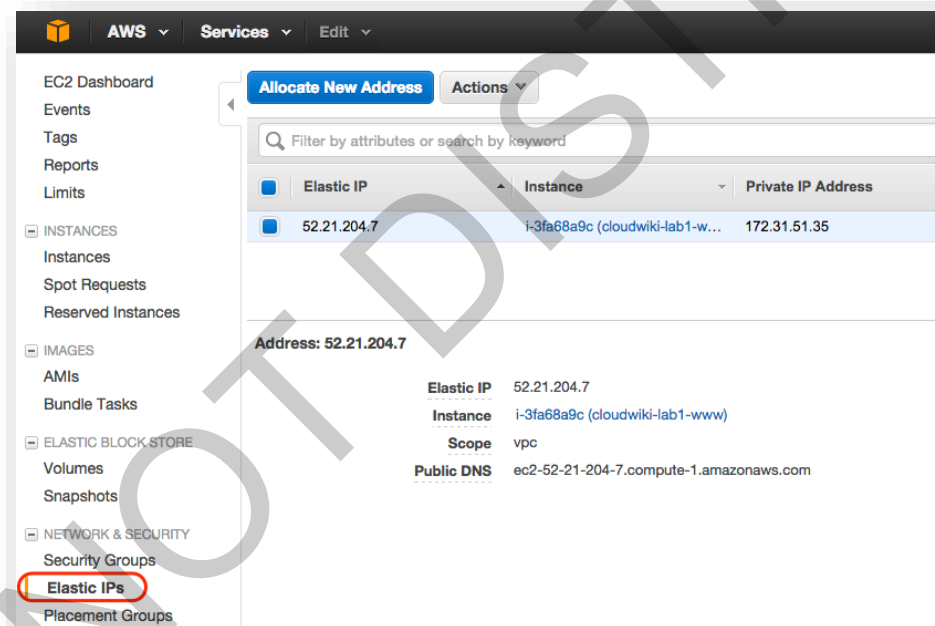 AWS Services Edit
EC2 Dashboard
Events
Tags
Reports
Limits
INSTANCES
Instances
Spot Requests
Reserved Instances
IMAGES
AMIs
Bundle Tasks
ELASTIC BLOCK STORE
Volumes
Snapshots
NETWORK & SECURITY
Security Groups
Elastic IPs
Placement Groups
Allocate New Address Actions
Filter by attributes or search by keyword
Elastic IP Instance Private IP Address
52.21.204.7 i-3fa68a9c (cloudwiki-lab1-w... 172.31.51.35
Address: 52.21.204.7
Elastic IP 52.21.204.7
Instance i-3fa68a9c (cloudwiki-lab1-www)
Scope vpc
Public DNS ec2-52-21-204-7.compute-1.amazonaws.com
NOT DIST